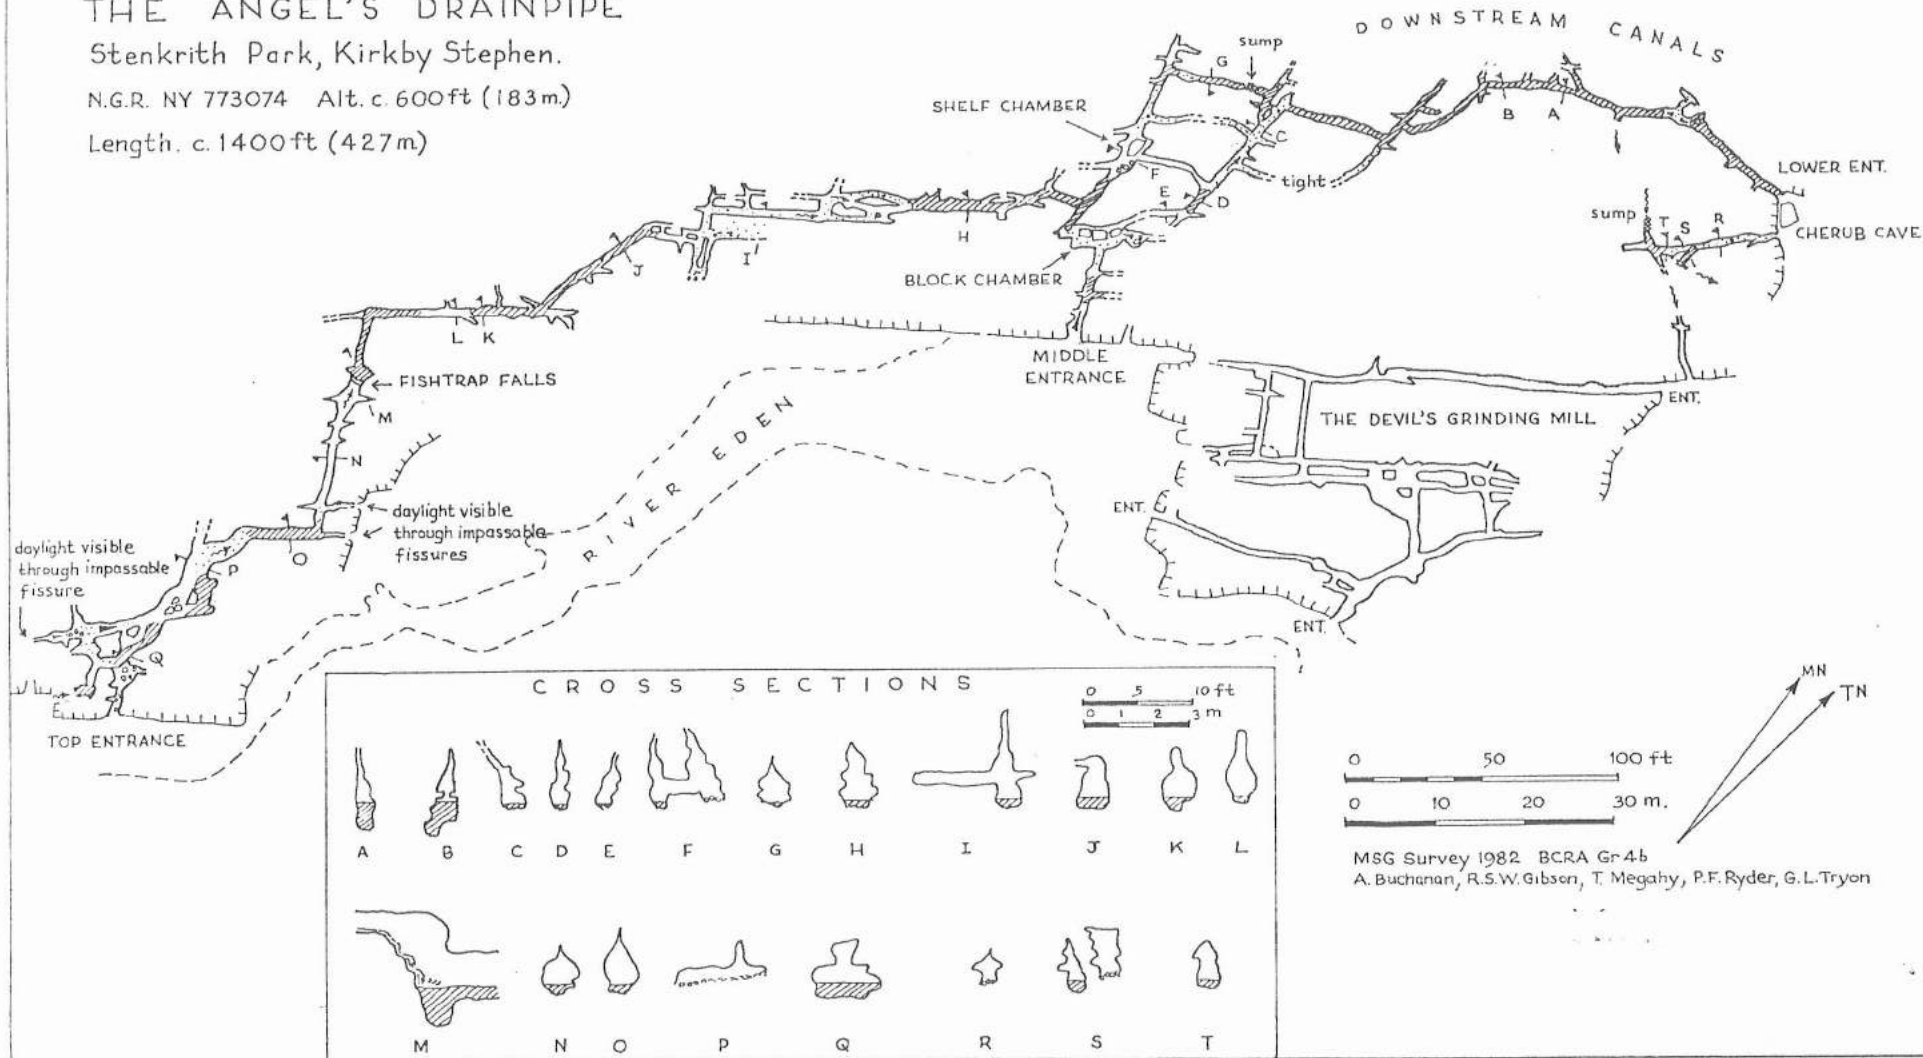 THE ANGEL'S DRAINPIPE
Stenkrith Park, Kirkby Stephen.
N.G.R. NY 773074 Alt. c. 600ft (183m.)
Length. c. 1400ft (427m)
DOWNSTREAM CANALS
sump
G
SHELF CHAMBER
C
B A
F
tight
LOWER ENT.
E
D
sump
T S R
CHERUB CAVE
H
I
J
BLOCK CHAMBER
L K
MIDDLE
ENTRANCE
FISHTRAP FALLS
ENT.
THE DEVIL'S GRINDING MILL
M
RIVER EDEN
N
daylight visible
through impassable
fissures
ENT.
O
daylight visible
through impassable
fissure
P
ENT.
Q
TOP ENTRANCE
CROSS SECTIONS
0 5 10 ft
0 1 2 3 m
A B C D E F G H I J K L
M N O P Q R S T
MN
TN
0 50 100 ft
0 10 20 30 m.
MSG Survey 1982 BCRA Gr 4b
A. Buchanan, R.S.W. Gibson, T. Megahy, P.F. Ryder, G.L. Tryon